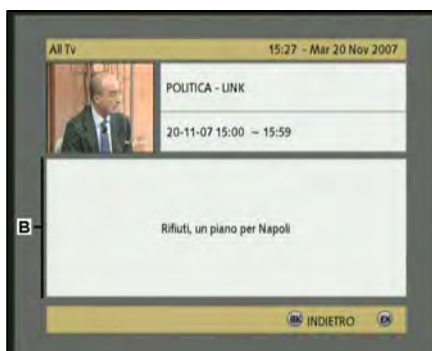 All Tv
15:27 - Mar 20 Nov 2007
POLITICA - LINK
20-11-07 15:00 ~ 15:59
B
Rifiuti, un piano per Napoli
INDIETRO